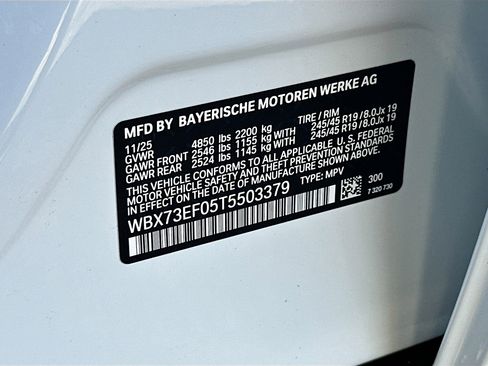 MFD BY BAYERISCHE MOTOREN WERKE AG
11/25 TIRE / RIM
GVWR 4850 lbs 2200 kg
GAWR FRONT 2546 lbs 1155 kg WITH 245/45 R19 / 8.0Jx 19
GAWR REAR 2524 lbs 1145 kg WITH 245/45 R19 / 8.0Jx 19
THIS VEHICLE CONFORMS TO ALL APPLICABLE U. S. FEDERAL
MOTOR VEHICLE SAFETY AND THEFT PREVENTION STANDARDS
IN EFFECT ON THE DATE OF MANUFACTURE SHOWN ABOVE.
WBX73EF05T5503379 TYPE: MPV
300
7 320 730